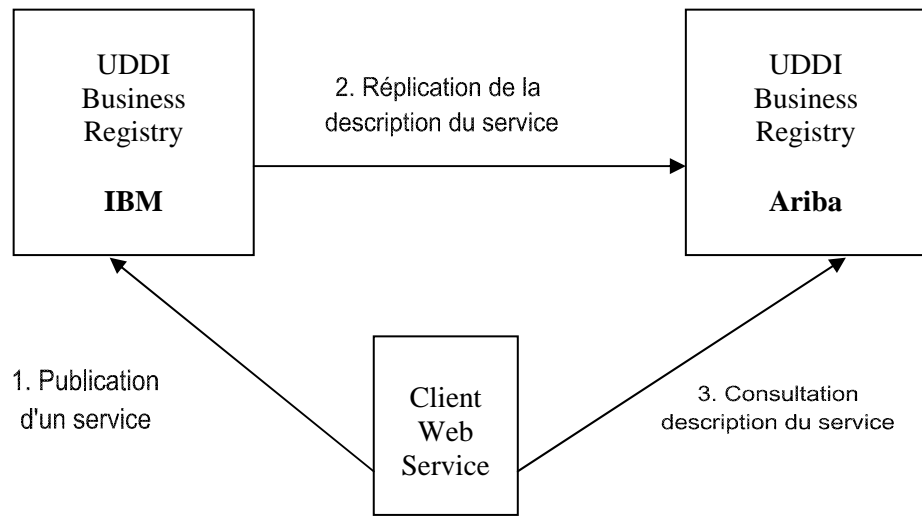 UDDI
Business
Registry
IBM
2. Réplication de la
description du service
UDDI
Business
Registry
Ariba
1. Publication
d'un service
Client
Web
Service
3. Consultation
description du service